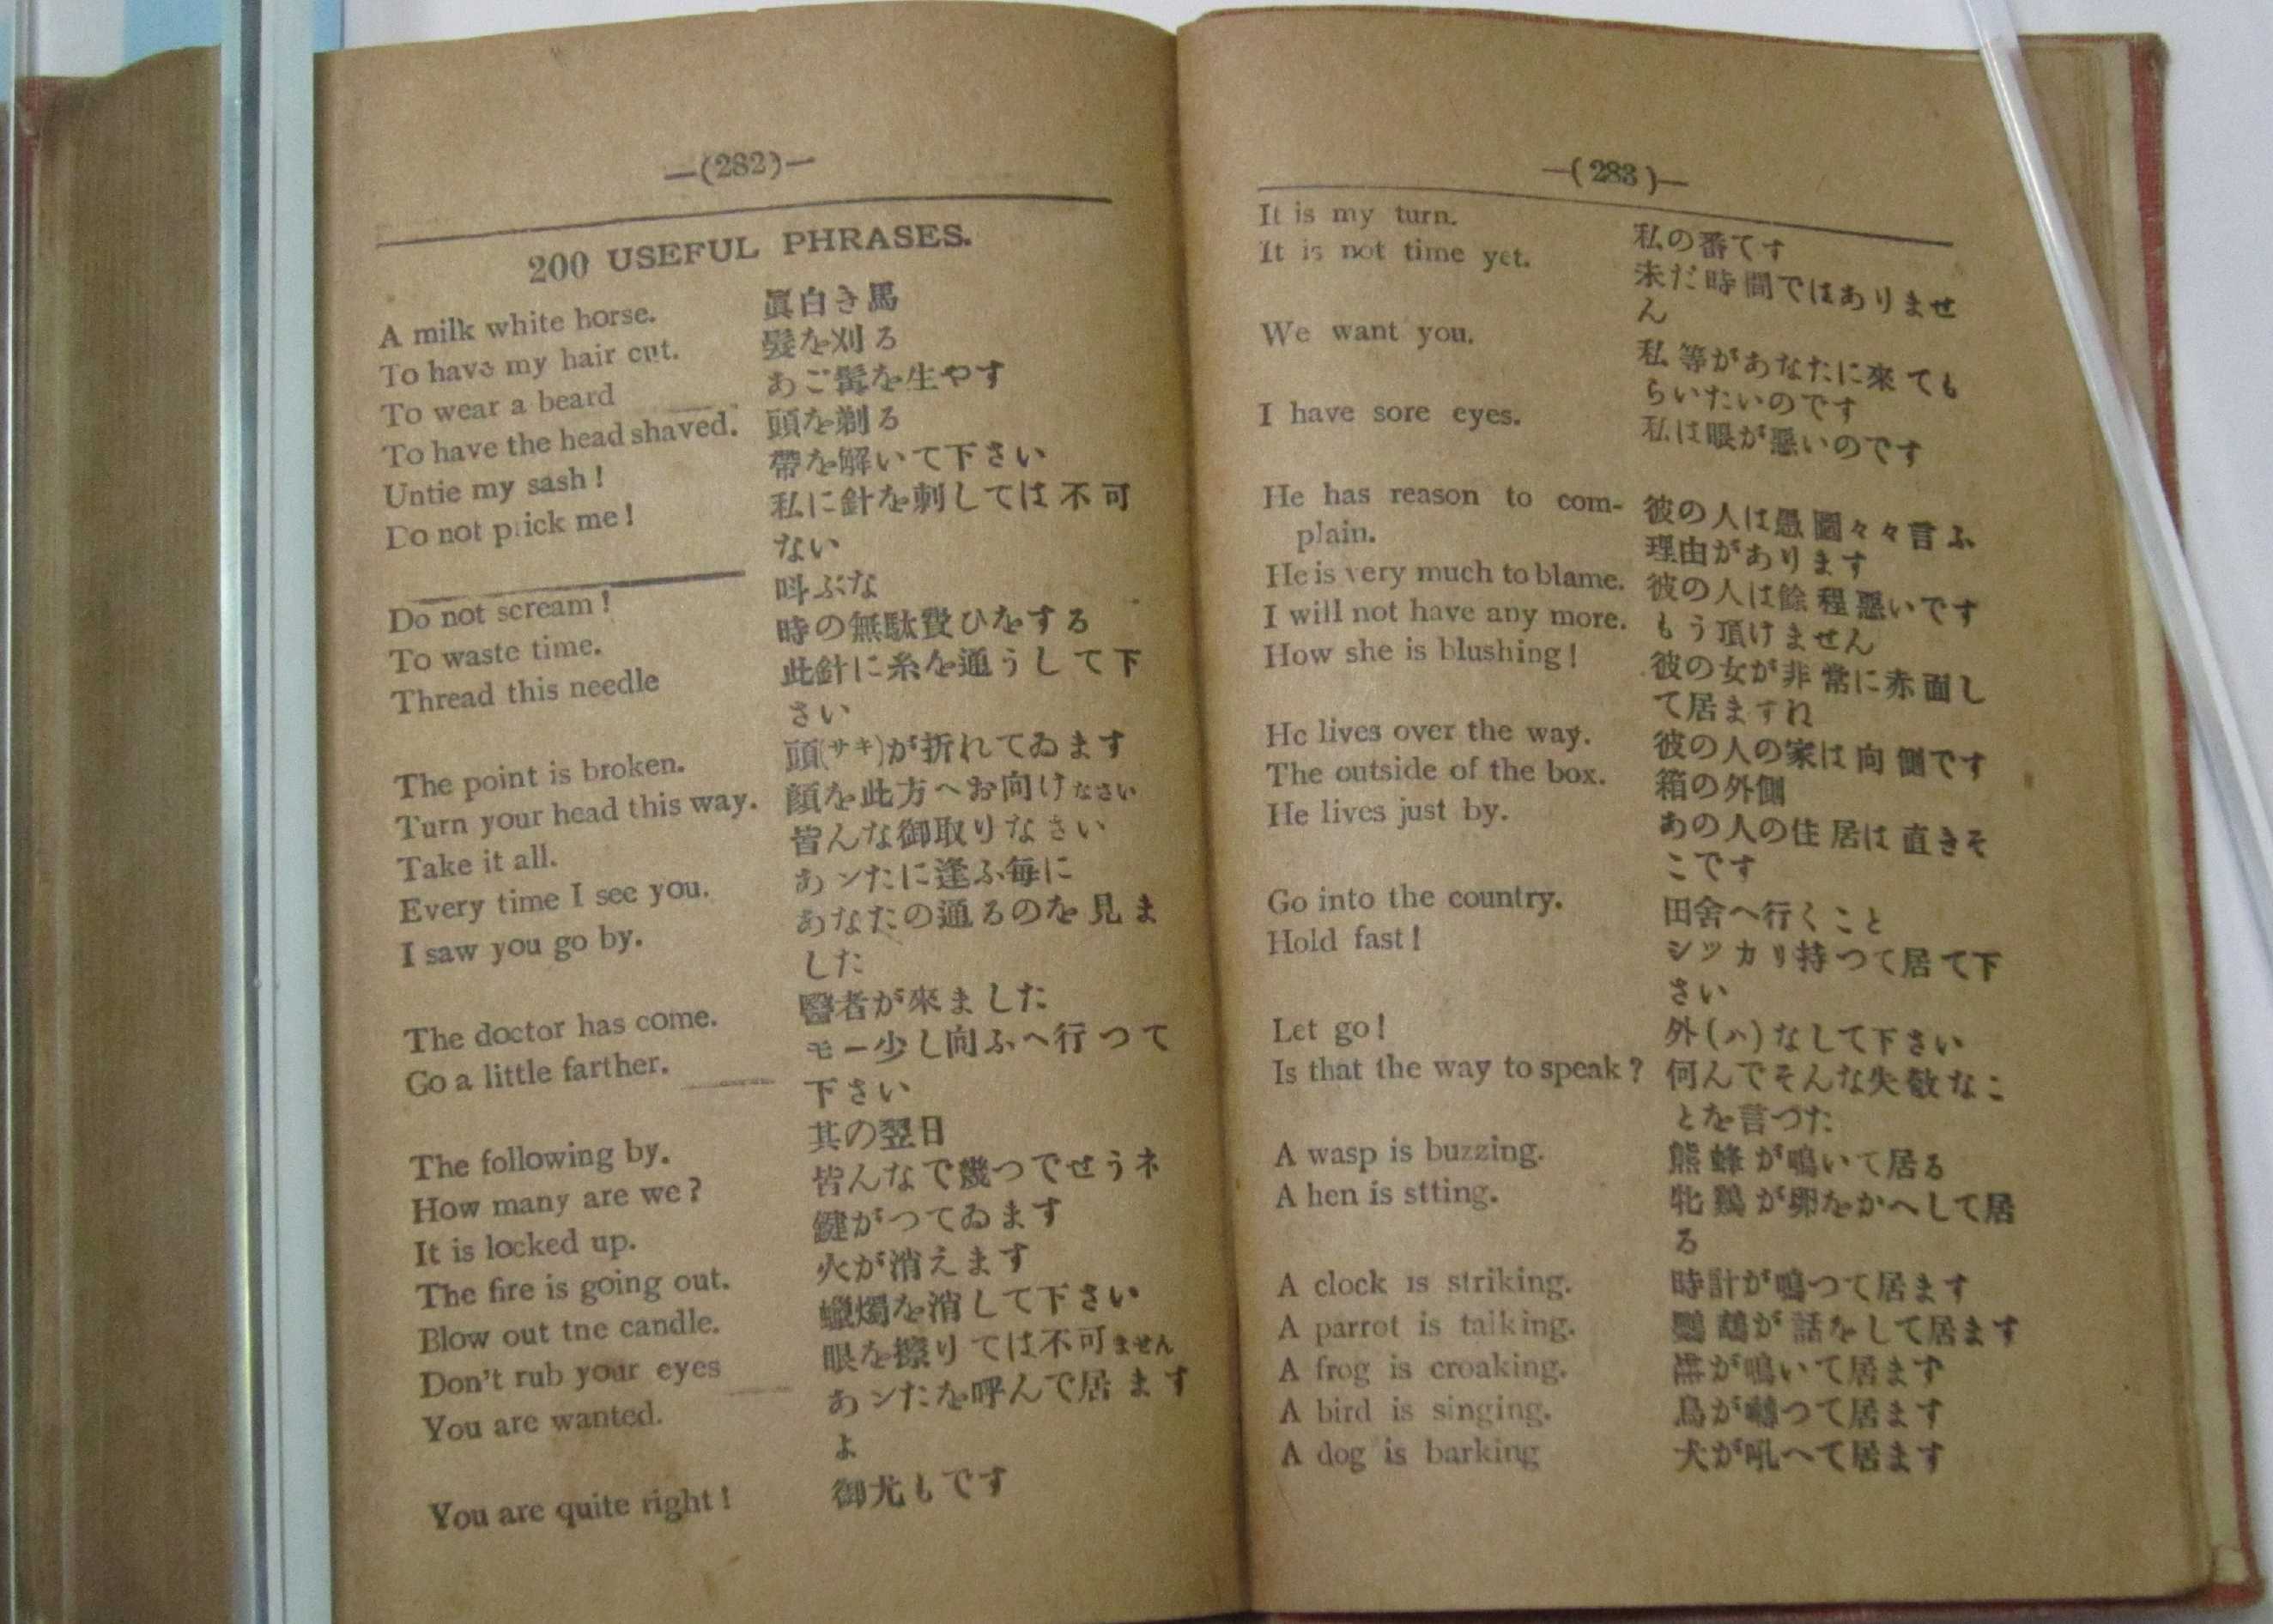 —(282)—
200 USEFUL PHRASES.
A milk white horse. 眞白き馬
To have my hair cut. 髮を刈る
To wear a beard あご髯を生やす
To have the head shaved. 頭を剃る
Untie my sash! 帶を解いて下さい
Do not prick me! 私に針を刺しては不可
ない
Do not scream! 叫ぶな
To waste time. 時の無駄費ひをする
Thread this needle 此針に糸を通うして下
さい
The point is broken. 頭(サキ)が折れてゐます
Turn your head this way. 顔を此方へお向けなさい
Take it all. 皆んな御取りなさい
Every time I see you. あンたに逢ふ毎に
I saw you go by. あなたの通るのを見ま
した
The doctor has come. 醫者が來ました
Go a little farther. モー少し向ふへ行つて
下さい
The following by. 其の翌日
How many are we? 皆んなで幾つでせうネ
It is locked up. 鍵がつてゐます
The fire is going out. 火が消えます
Blow out tne candle. 蠟燭を消して下さい
Don't rub your eyes 眼を擦りては不可ません
You are wanted. あンたを呼んで居ます
よ
You are quite right! 御尤もです
—(283)—
It is my turn. 私の番てす
It is not time yet. 未だ時間ではありませ
ん
We want you. 私等があなたに來ても
らいたいのです
I have sore eyes. 私は眼が惡いのです
He has reason to com- 彼の人は愚圖々々言ふ
plain. 理由があります
He is very much to blame. 彼の人は餘程惡いです
I will not have any more. もう頂けません
How she is blushing! 彼の女が非常に赤面し
て居ますね
He lives over the way. 彼の人の家は向側です
The outside of the box. 箱の外側
He lives just by. あの人の住居は直きそ
こです
Go into the country. 田舍へ行くこと
Hold fast! シッカリ持つて居て下
さい
Let go! 外(ハ)なして下さい
Is that the way to speak? 何んでそんな失敬なこ
とを言つた
A wasp is buzzing. 熊蜂が鳴いて居る
A hen is stting. 牝鷄が卵をかへして居
る
A clock is striking. 時計が鳴つて居ます
A parrot is talking. 鸚鵡が話をして居ます
A frog is croaking. が鳴いて居ます
A bird is singing. 鳥が囀つて居ます
A dog is barking 犬が吼へて居ます